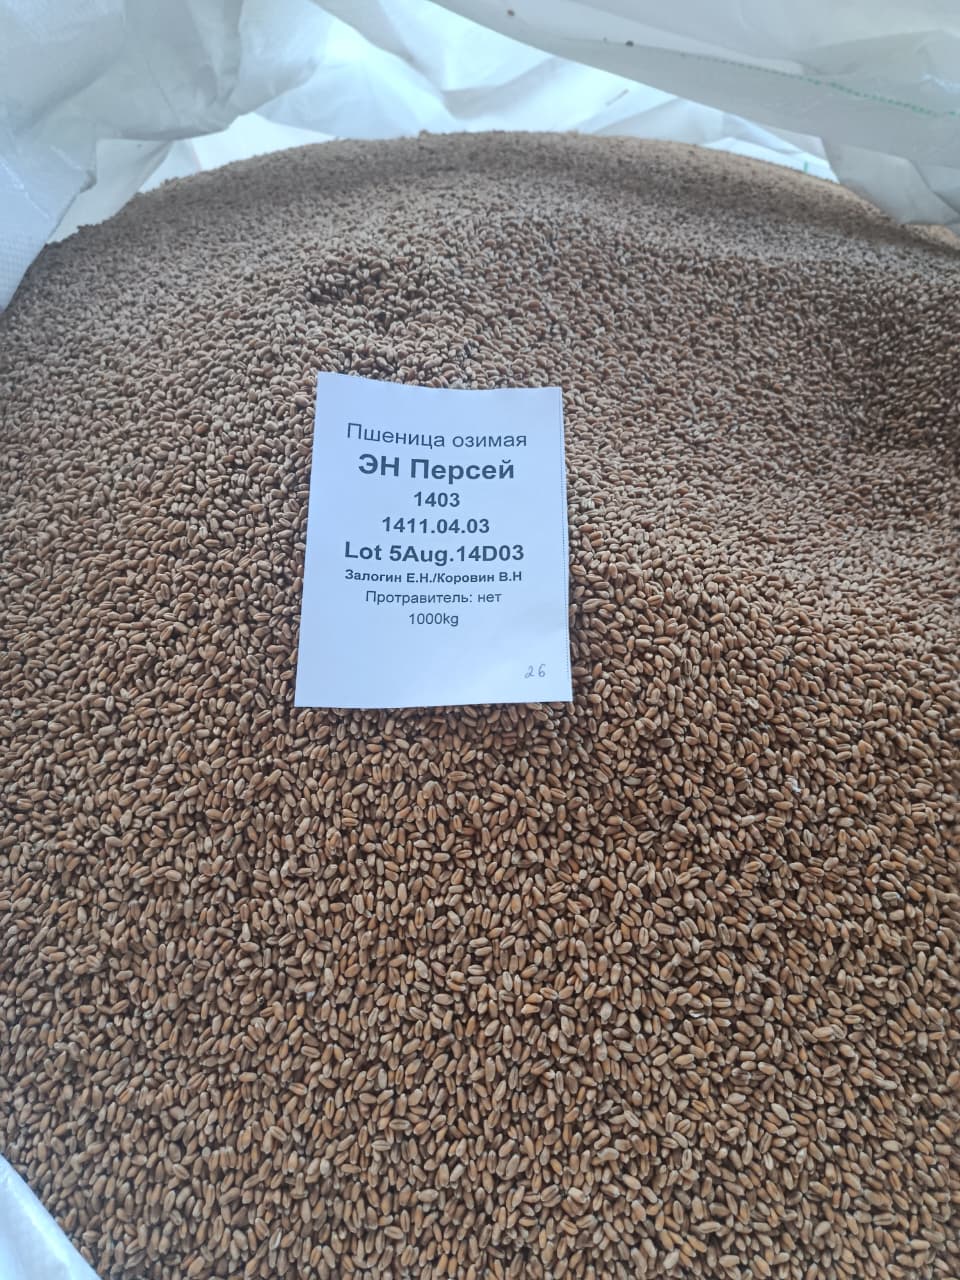 Пшеница озимая
ЭН Персей
1403
1411.04.03
Lot 5Aug.14D03
Залогин Е.Н./Коровин В.Н
Протравитель: нет
1000kg
26